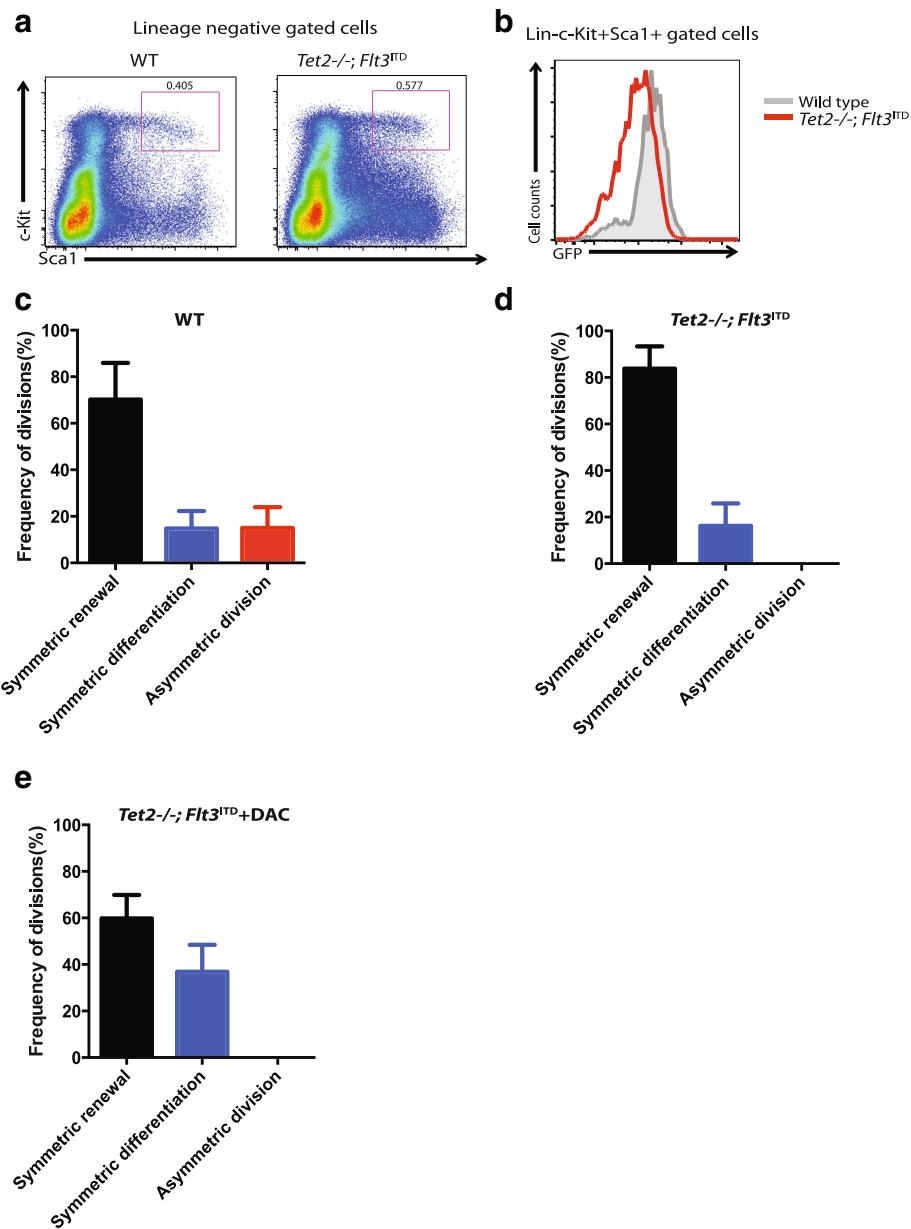 a
Lineage negative gated cells
WT
Tet2-/-; Flt3ITD
0.405
0.577
c-Kit
Sca1
b
Lin-c-Kit+Sca1+ gated cells
Cell counts
GFP
Wild type
Tet2-/-; Flt3ITD
c
WT
Frequency of divisions(%)
100
80
60
40
20
0
Symmetric renewal
Symmetric differentiation
Asymmetric division
d
Tet2-/-; Flt3ITD
Frequency of divisions(%)
100
80
60
40
20
0
Symmetric renewal
Symmetric differentiation
Asymmetric division
e
Tet2-/-; Flt3ITD+DAC
Frequency of divisions(%)
100
80
60
40
20
0
Symmetric renewal
Symmetric differentiation
Asymmetric division